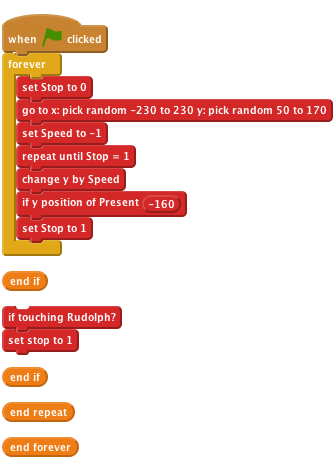 when clicked
forever
set Stop to 0
go to x: pick random -230 to 230 y: pick random 50 to 170
set Speed to -1
repeat until Stop = 1
change y by Speed
if y position of Present -160
set Stop to 1
end if
if touching Rudolph?
set stop to 1
end if
end repeat
end forever